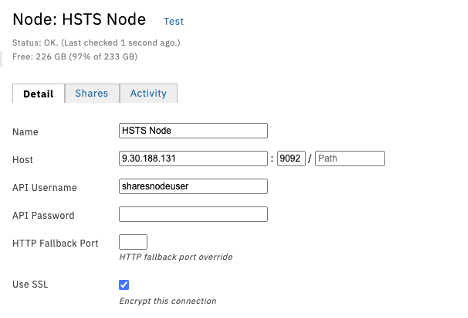 Node: HSTS Node Test
Status: OK. (Last checked 1 second ago.)
Free: 226 GB (97% of 233 GB)
Detail Shares Activity
Name HSTS Node
Host 9.30.188.131 : 9092 / Path
API Username sharesnodeuser
API Password
HTTP Fallback Port
HTTP fallback port override
Use SSL
Encrypt this connection